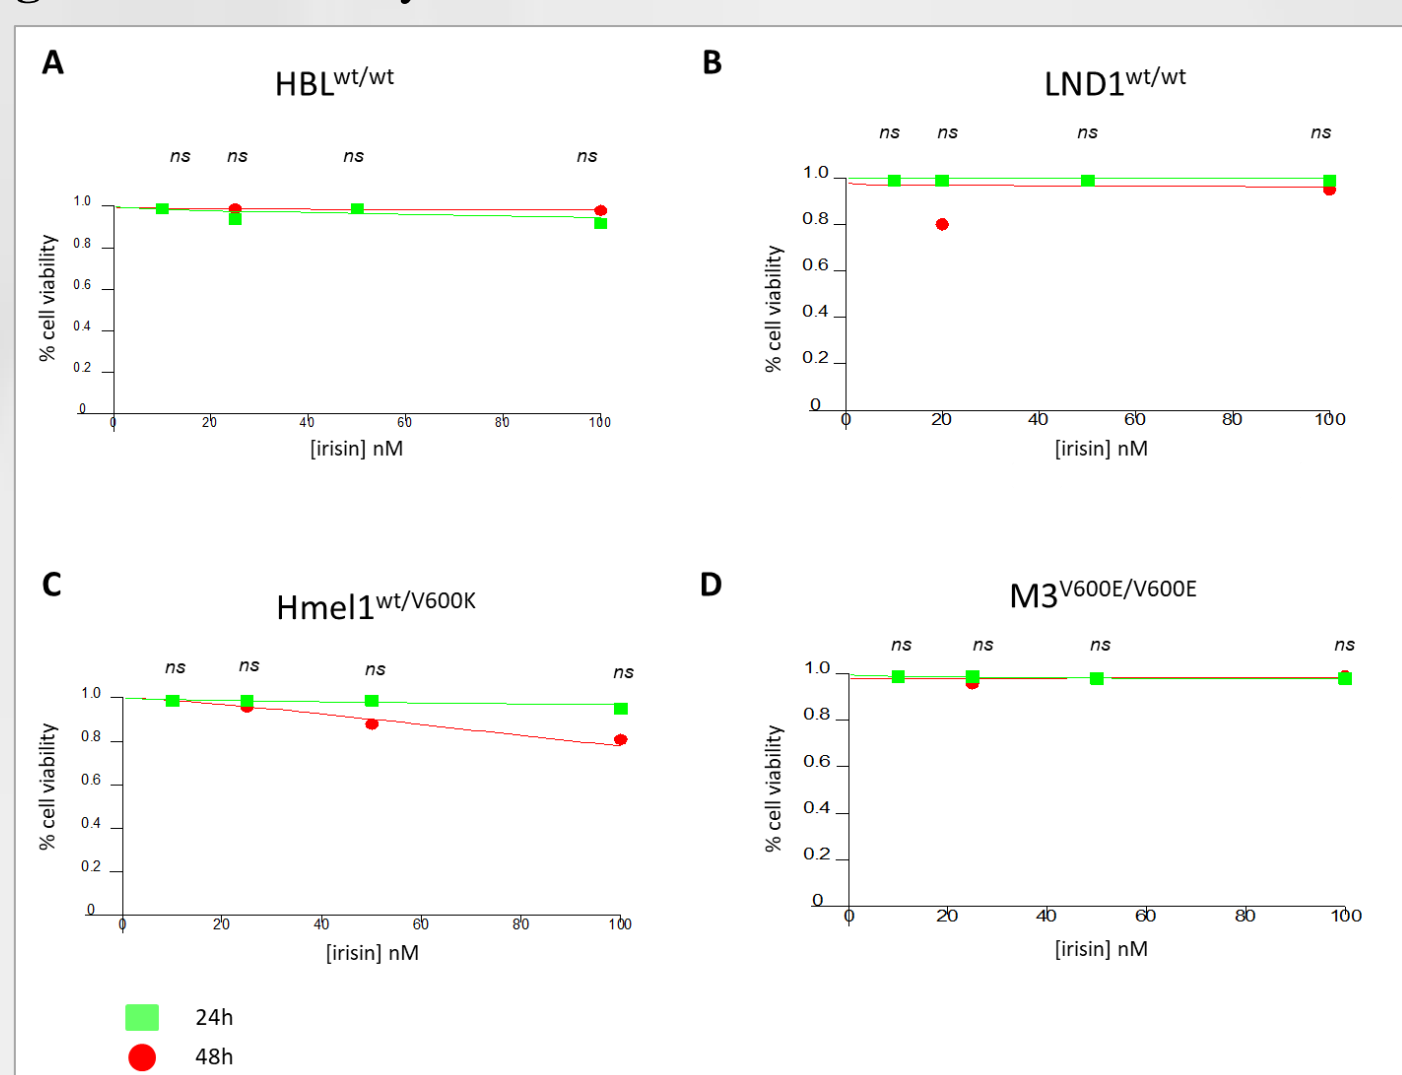 A
HBLwt/wt
ns ns ns ns
1.0
0.8
0.6
0.4
0.2
0
% cell viability
0 20 40 60 80 100
[irisin] nM
B
LND1wt/wt
ns ns ns ns
1.0
0.8
0.6
0.4
0.2
0
% cell viability
0 20 40 60 80 100
[irisin] nM
C
Hmel1wt/V600K
ns ns ns ns
1.0
0.8
0.6
0.4
0.2
0
% cell viability
0 20 40 60 80 100
[irisin] nM
D
M3V600E/V600E
ns ns ns ns
1.0
0.8
0.6
0.4
0.2
0
% cell viability
0 20 40 60 80 100
[irisin] nM
24h
48h